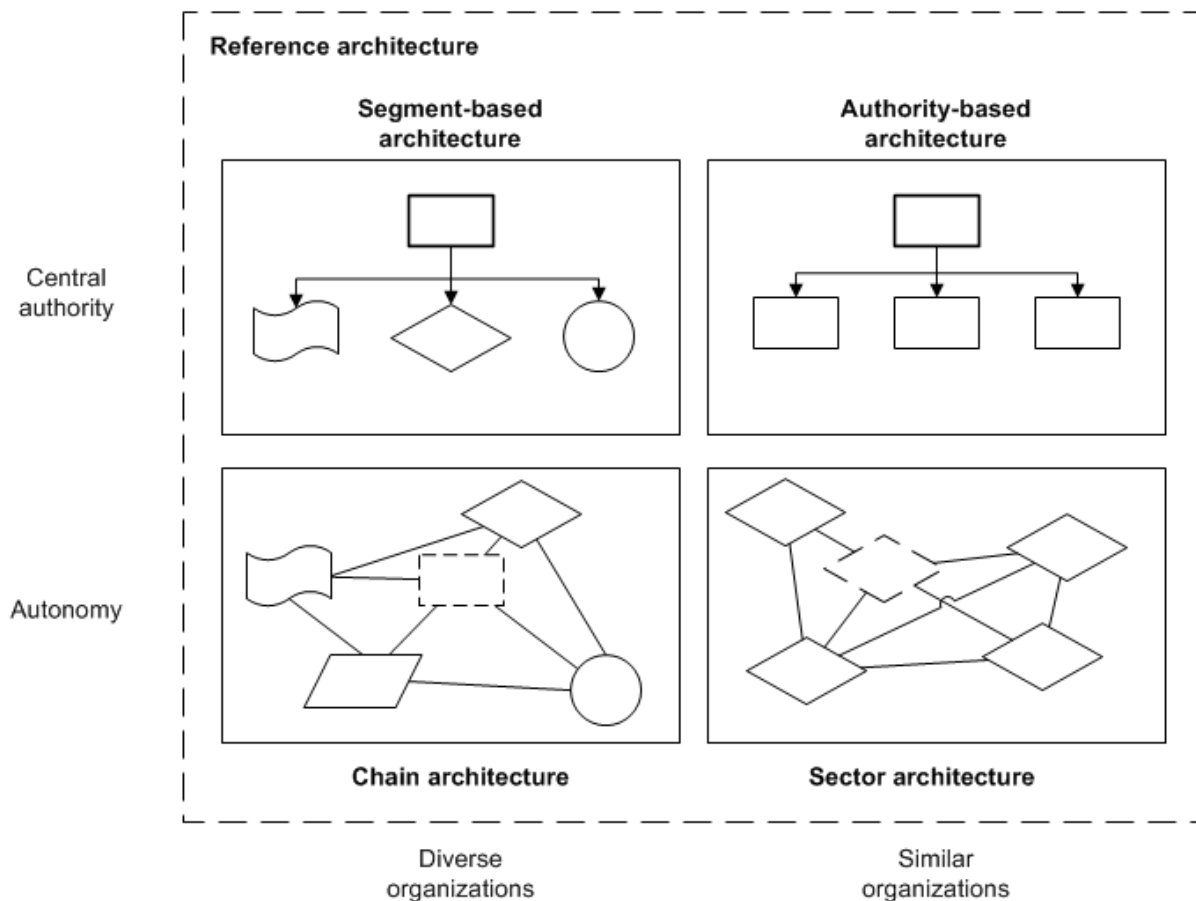 Reference architecture
Segment-based
architecture
Authority-based
architecture
Central
authority
Autonomy
Chain architecture
Sector architecture
Diverse
organizations
Similar
organizations